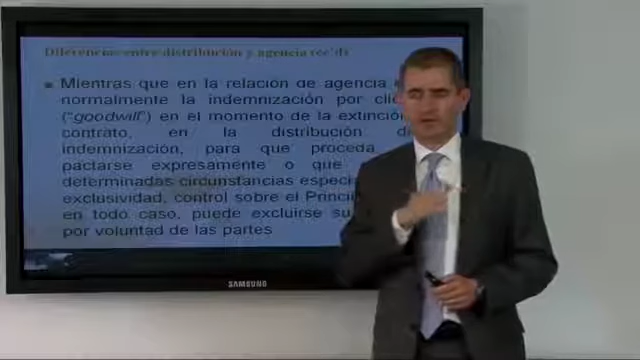 Diferencias entre distribución y agencia
Mientras que en la relación de agencia
normalmente la indemnización por
("goodwill") en el momento de la
contrato, en la distribución
indemnización, para que proceda
pactarse expresamente o que
determinadas circunstancias
exclusividad, control sobre el
en todo caso, puede excluirse su
por voluntad de las partes
SAMSUNG